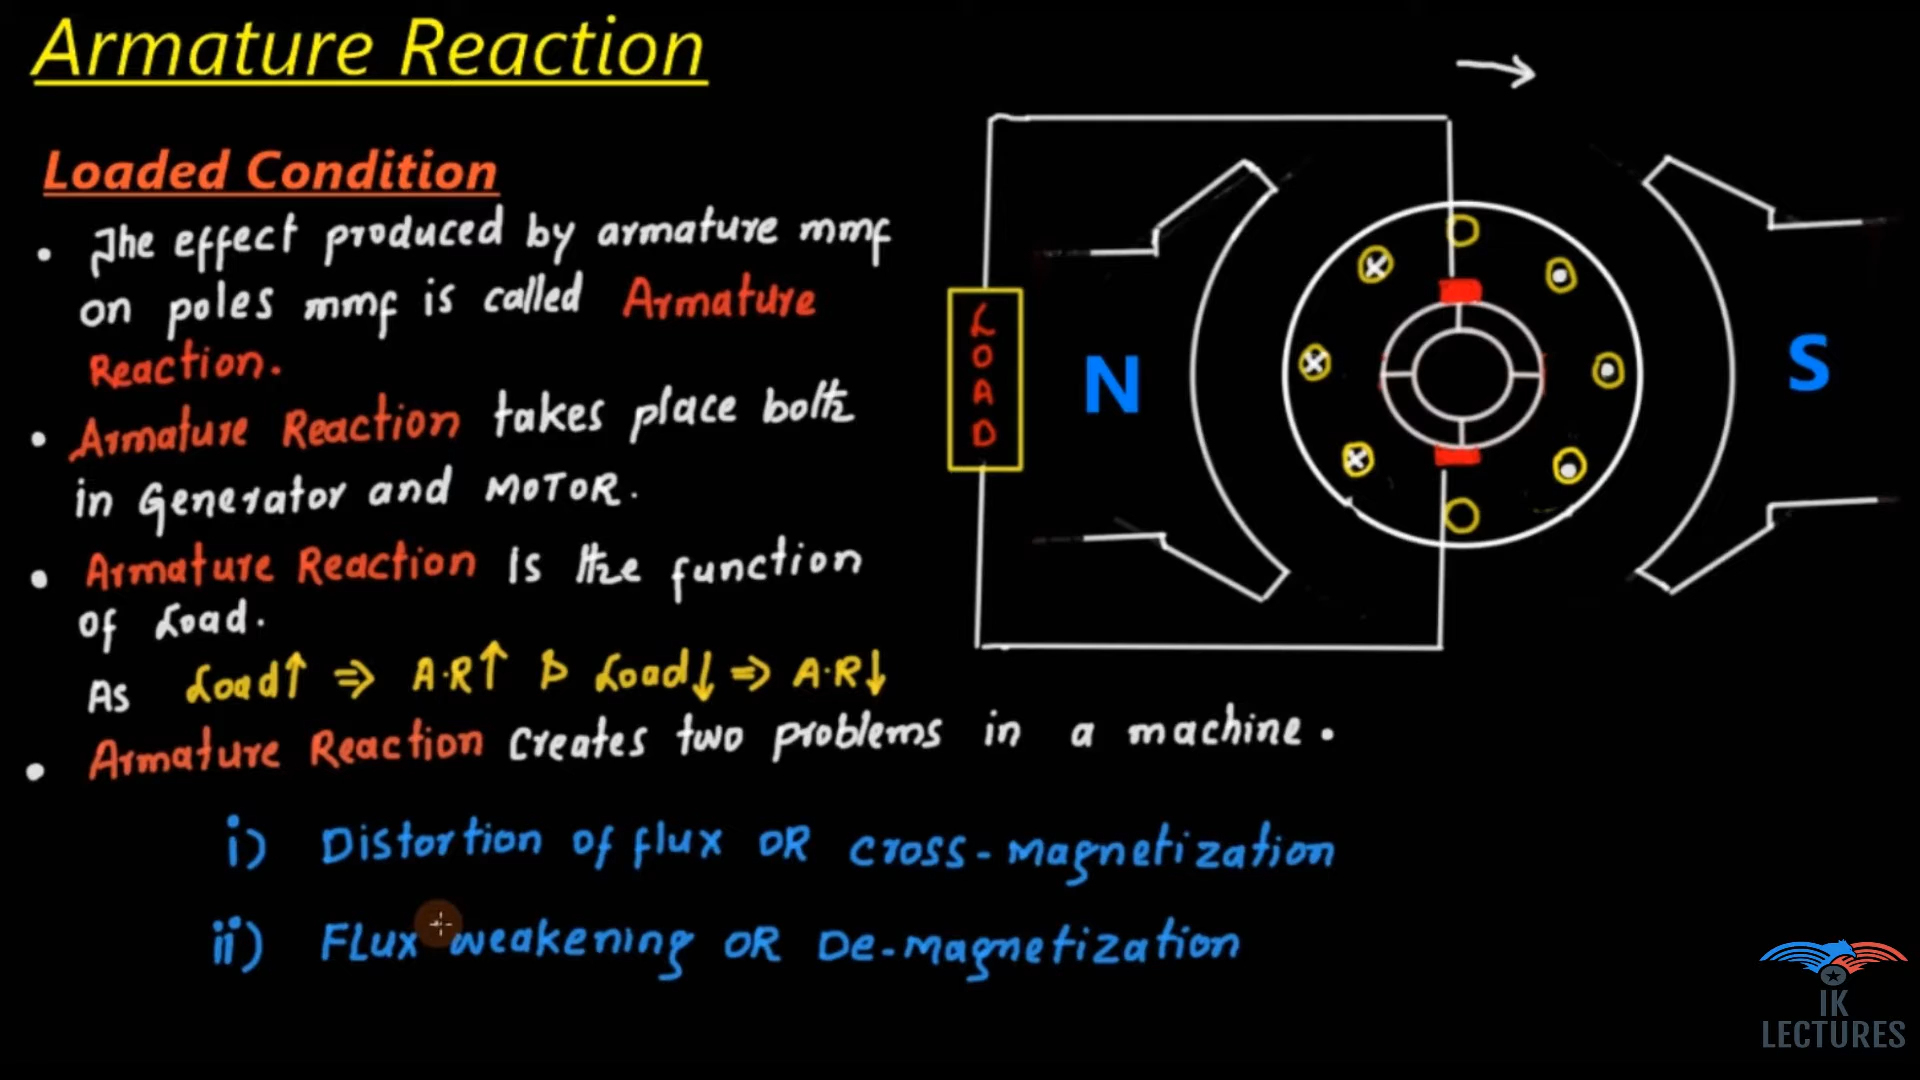 Armature Reaction
Loaded Condition
• The effect produced by armature mmf
on poles mmf is called Armature
Reaction.
• Armature Reaction takes place both
in Generator and MOTOR.
• Armature Reaction is the function
of Load.
As Load↑ ⇒ A.R↑ & Load↓ ⇒ A.R↓
• Armature Reaction creates two problems in a machine.
i) Distortion of flux OR cross-magnetization
ii) FLux weakening OR De-magnetization
LOAD
N
S
IK
LECTURES